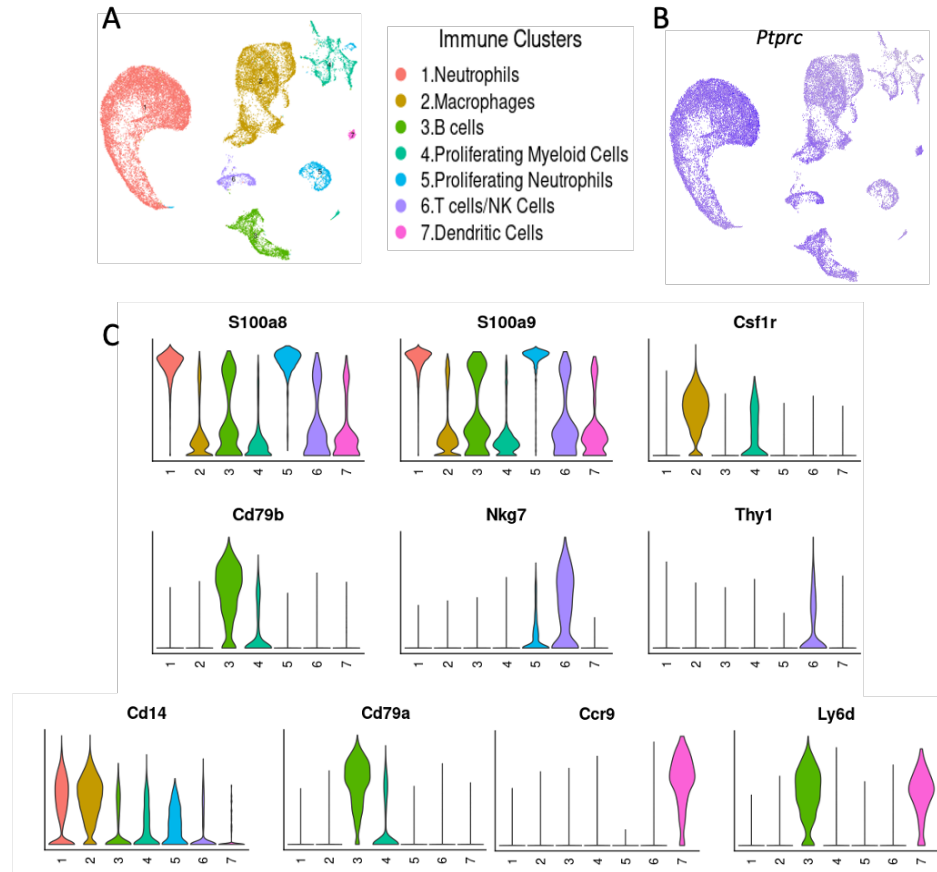 A
B
Immune Clusters
1.Neutrophils
2.Macrophages
3.B cells
4.Proliferating Myeloid Cells
5.Proliferating Neutrophils
6.T cells/NK Cells
7.Dendritic Cells
Ptprc
1
2
6
C
S100a8
S100a9
Csf1r
1 2 3 4 5 6 7
1 2 3 4 5 6 7
1 2 3 4 5 6 7
Cd79b
Nkg7
Thy1
1 2 3 4 5 6 7
1 2 3 4 5 6 7
1 2 3 4 5 6 7
Cd14
Cd79a
Ccr9
Ly6d
1 2 3 4 5 6 7
1 2 3 4 5 6 7
1 2 3 4 5 6 7
1 2 3 4 5 6 7